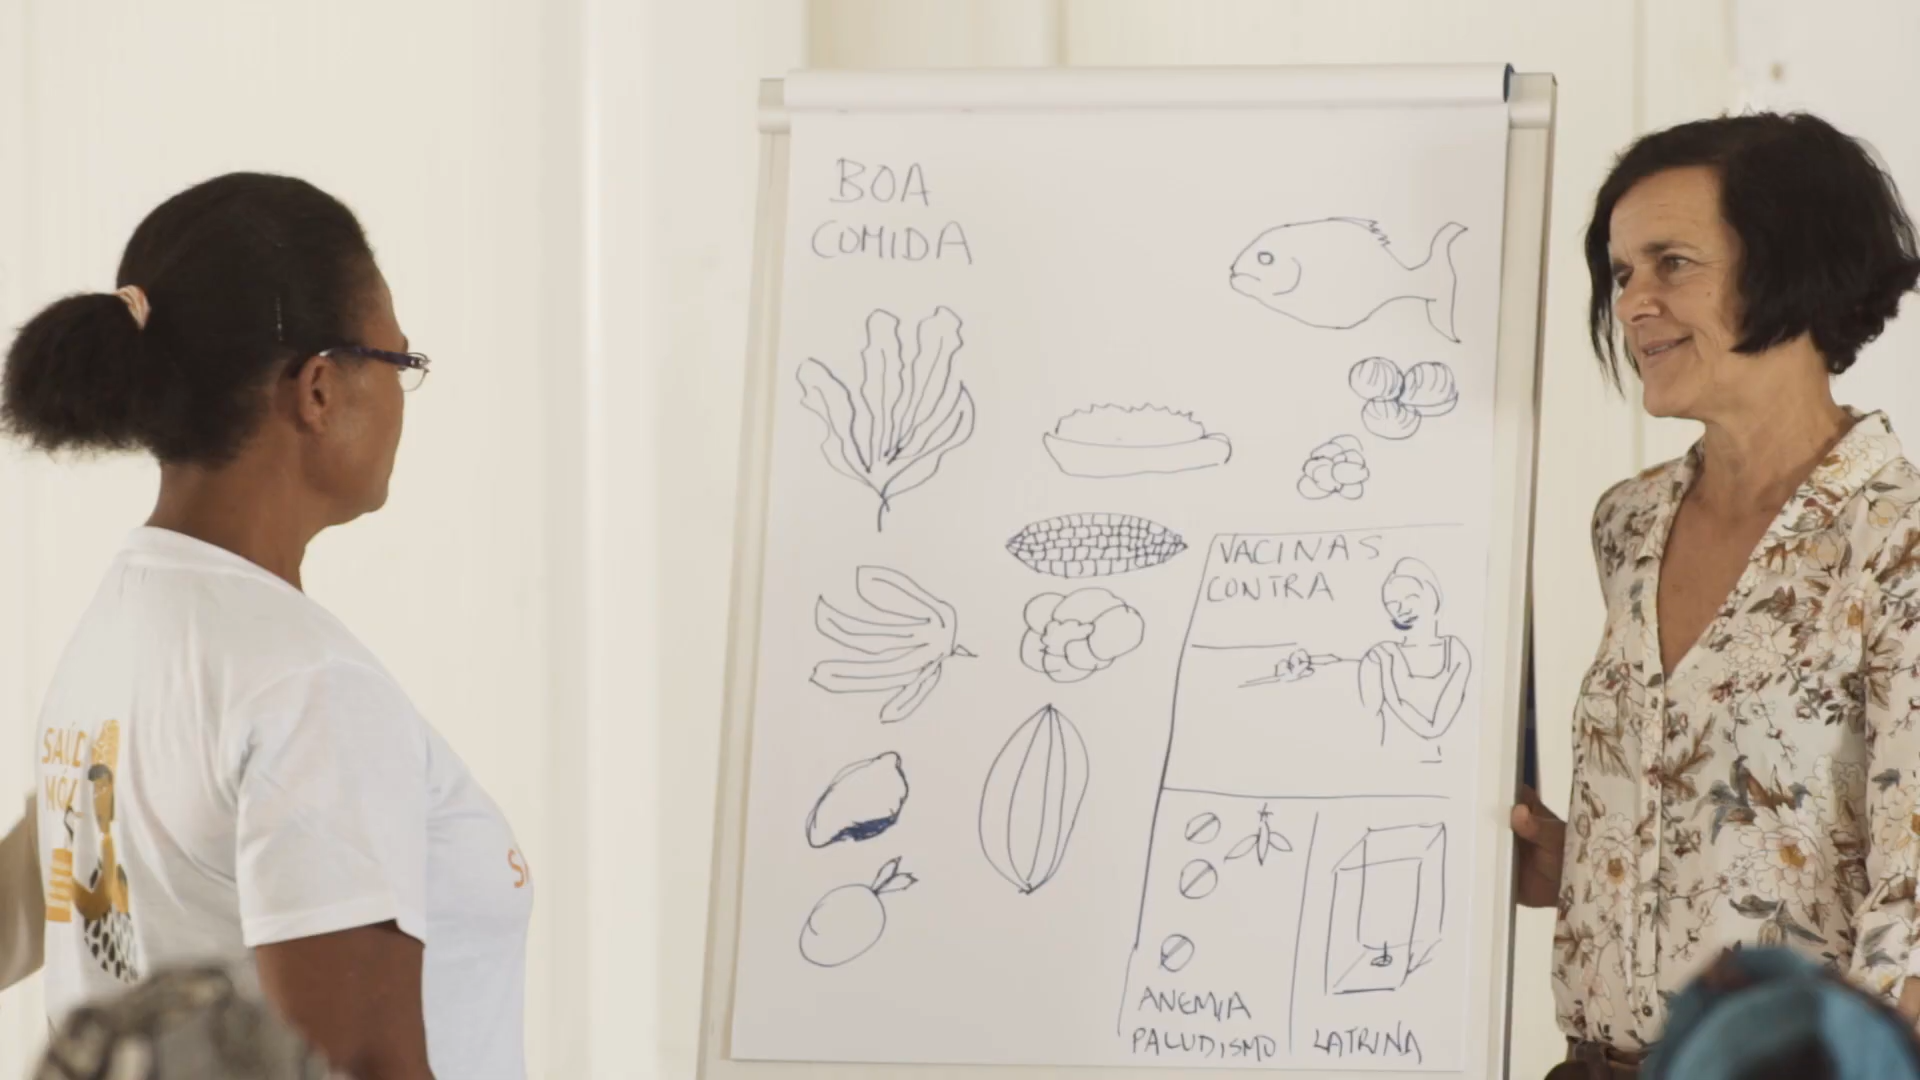 BOA
COMIDA
VACINAS
CONTRA
ANEMIA
PALUDISMO
LATRINA